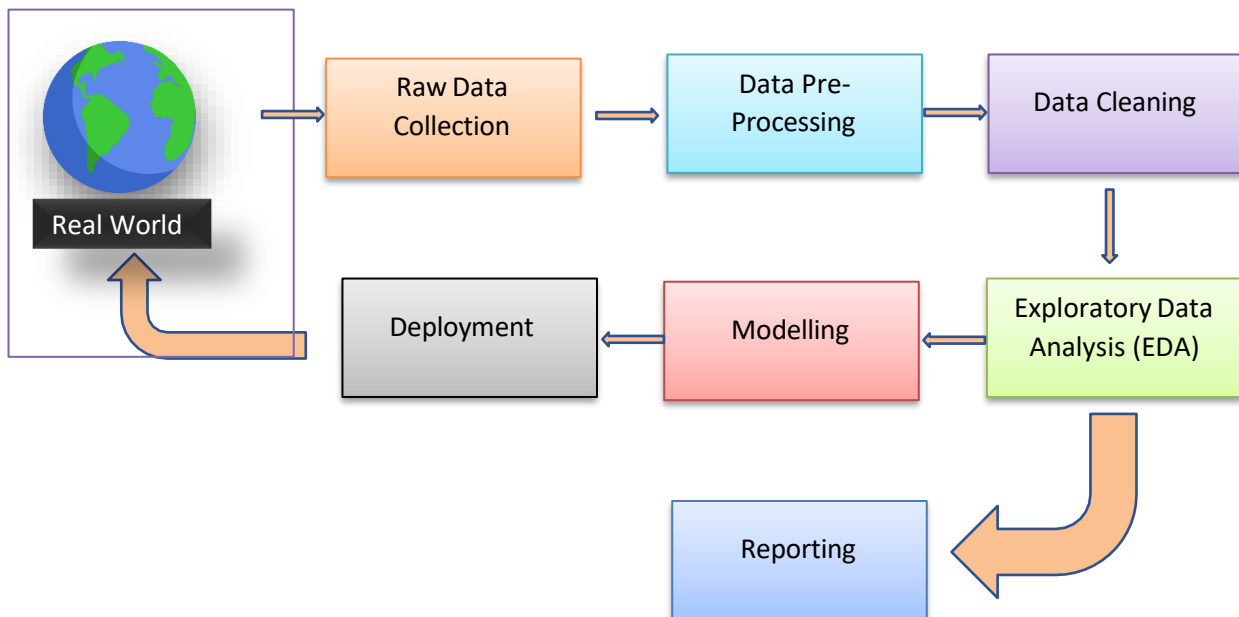 Real World
Raw Data
Collection
Data Pre-
Processing
Data Cleaning
Exploratory Data
Analysis (EDA)
Modelling
Deployment
Reporting